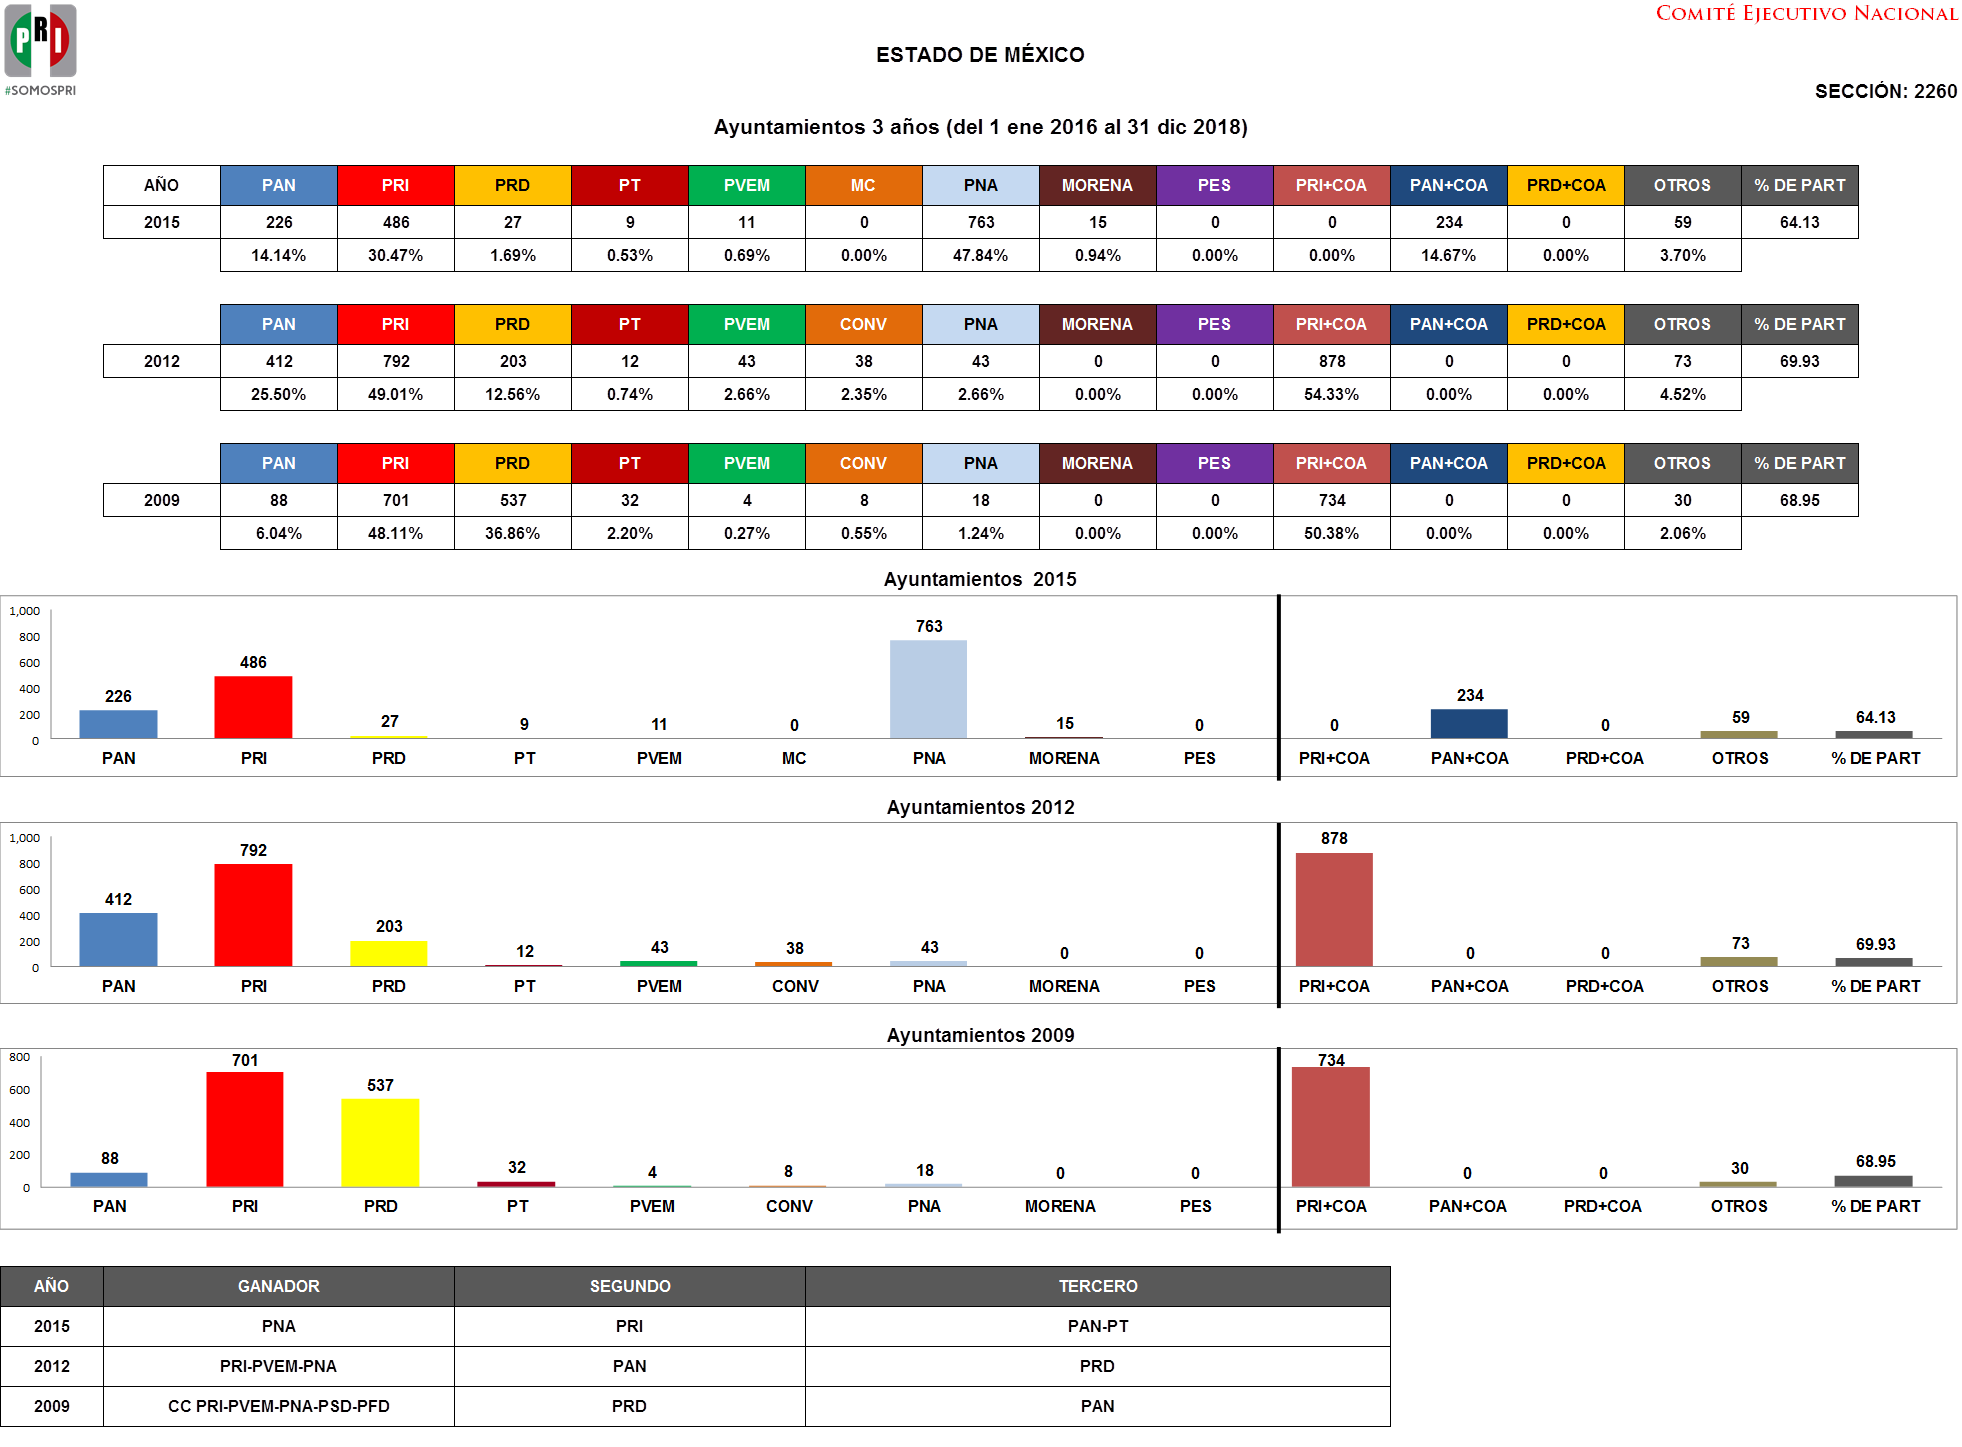 PRI
#SOMOSPRI
COMITÉ EJECUTIVO NACIONAL
ESTADO DE MÉXICO
SECCIÓN: 2260
Ayuntamientos 3 años (del 1 ene 2016 al 31 dic 2018)
AÑO PAN PRI PRD PT PVEM MC PNA MORENA PES PRI+COA PAN+COA PRD+COA OTROS % DE PART
2015 226 486 27 9 11 0 763 15 0 0 234 0 59 64.13
14.14% 30.47% 1.69% 0.53% 0.69% 0.00% 47.84% 0.94% 0.00% 0.00% 14.67% 0.00% 3.70%
PAN PRI PRD PT PVEM CONV PNA MORENA PES PRI+COA PAN+COA PRD+COA OTROS % DE PART
2012 412 792 203 12 43 38 43 0 0 878 0 0 73 69.93
25.50% 49.01% 12.56% 0.74% 2.66% 2.35% 2.66% 0.00% 0.00% 54.33% 0.00% 0.00% 4.52%
PAN PRI PRD PT PVEM CONV PNA MORENA PES PRI+COA PAN+COA PRD+COA OTROS % DE PART
2009 88 701 537 32 4 8 18 0 0 734 0 0 30 68.95
6.04% 48.11% 36.86% 2.20% 0.27% 0.55% 1.24% 0.00% 0.00% 50.38% 0.00% 0.00% 2.06%
Ayuntamientos 2015
1,000
800
600
400
200
0
226 486 27 9 11 0 763 15 0 0 234 0 59 64.13
PAN PRI PRD PT PVEM MC PNA MORENA PES PRI+COA PAN+COA PRD+COA OTROS % DE PART
Ayuntamientos 2012
1,000
800
600
400
200
0
412 792 203 12 43 38 43 0 0 878 0 0 73 69.93
PAN PRI PRD PT PVEM CONV PNA MORENA PES PRI+COA PAN+COA PRD+COA OTROS % DE PART
Ayuntamientos 2009
800
600
400
200
0
88 701 537 32 4 8 18 0 0 734 0 0 30 68.95
PAN PRI PRD PT PVEM CONV PNA MORENA PES PRI+COA PAN+COA PRD+COA OTROS % DE PART
AÑO GANADOR SEGUNDO TERCERO
2015 PNA PRI PAN-PT
2012 PRI-PVEM-PNA PAN PRD
2009 CC PRI-PVEM-PNA-PSD-PFD PRD PAN